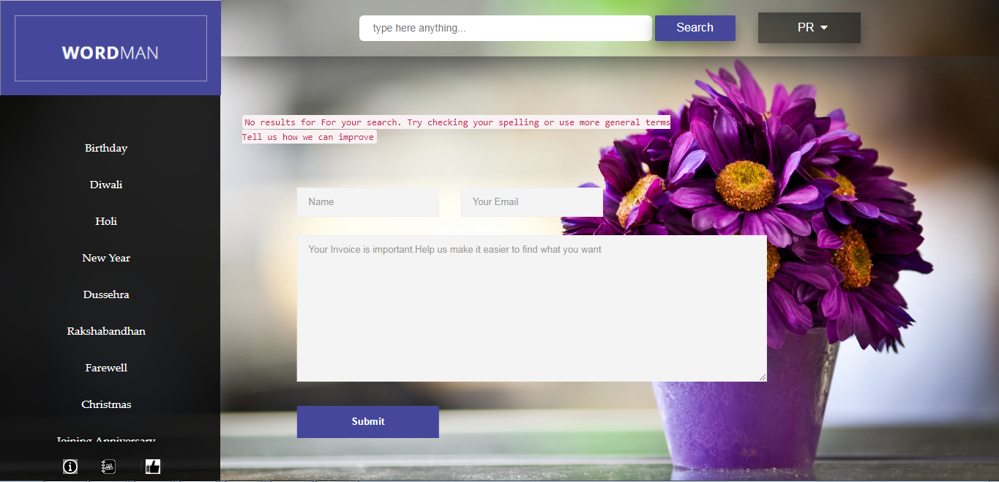 WORDMAN
type here anything...
Search
PR
Birthday
Diwali
Holi
New Year
Dussehra
Rakshabandhan
Farewell
Christmas
Joining Anniversary
No results for For your search. Try checking your spelling or use more general terms
Tell us how we can improve
Name
Your Email
Your Invoice is important.Help us make it easier to find what you want
Submit